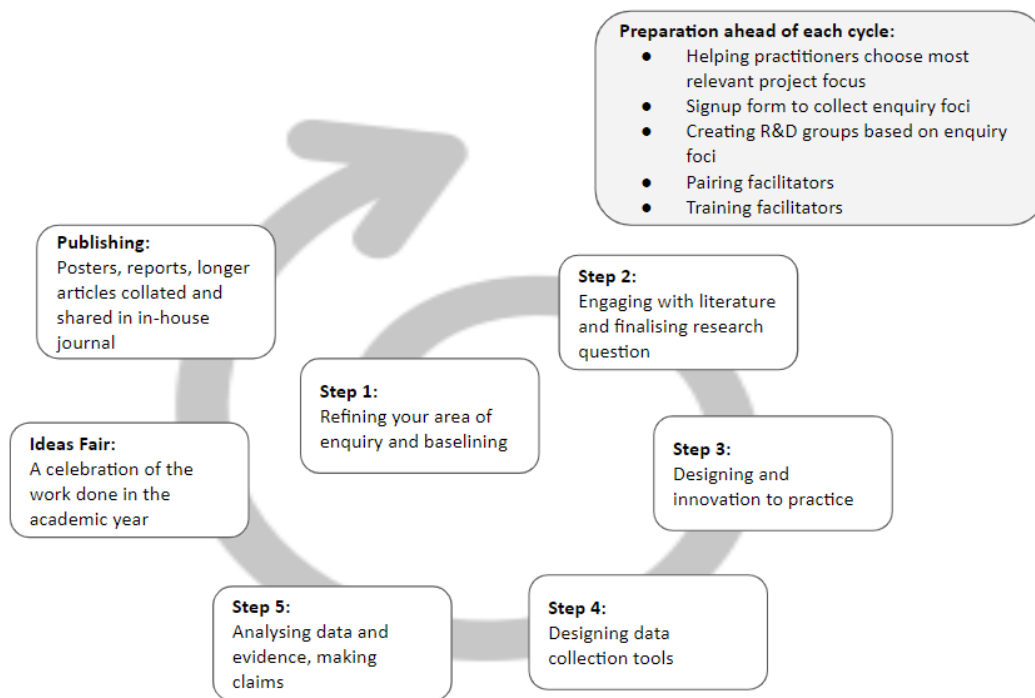 Preparation ahead of each cycle:
● Helping practitioners choose most
relevant project focus
● Signup form to collect enquiry foci
● Creating R&D groups based on enquiry
foci
● Pairing facilitators
● Training facilitators
Step 1:
Refining your area of
enquiry and baselining
Step 2:
Engaging with literature
and finalising research
question
Step 3:
Designing and
innovation to practice
Step 4:
Designing data
collection tools
Step 5:
Analysing data and
evidence, making
claims
Ideas Fair:
A celebration of the
work done in the
academic year
Publishing:
Posters, reports, longer
articles collated and
shared in in-house
journal